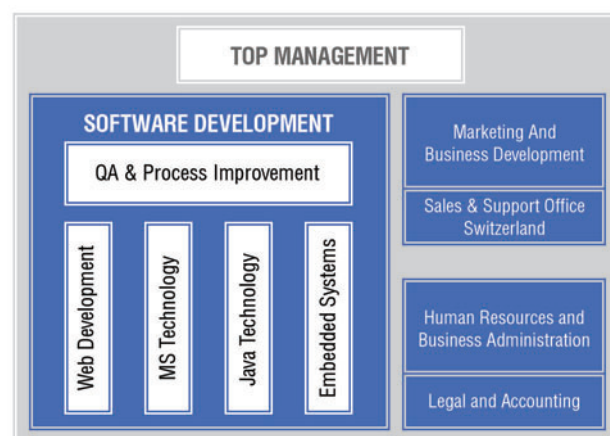 TOP MANAGEMENT
SOFTWARE DEVELOPMENT
QA & Process Improvement
Web Development
MS Technology
Java Technology
Embedded Systems
Marketing And
Business Development
Sales & Support Office
Switzerland
Human Resources and
Business Administration
Legal and Accounting